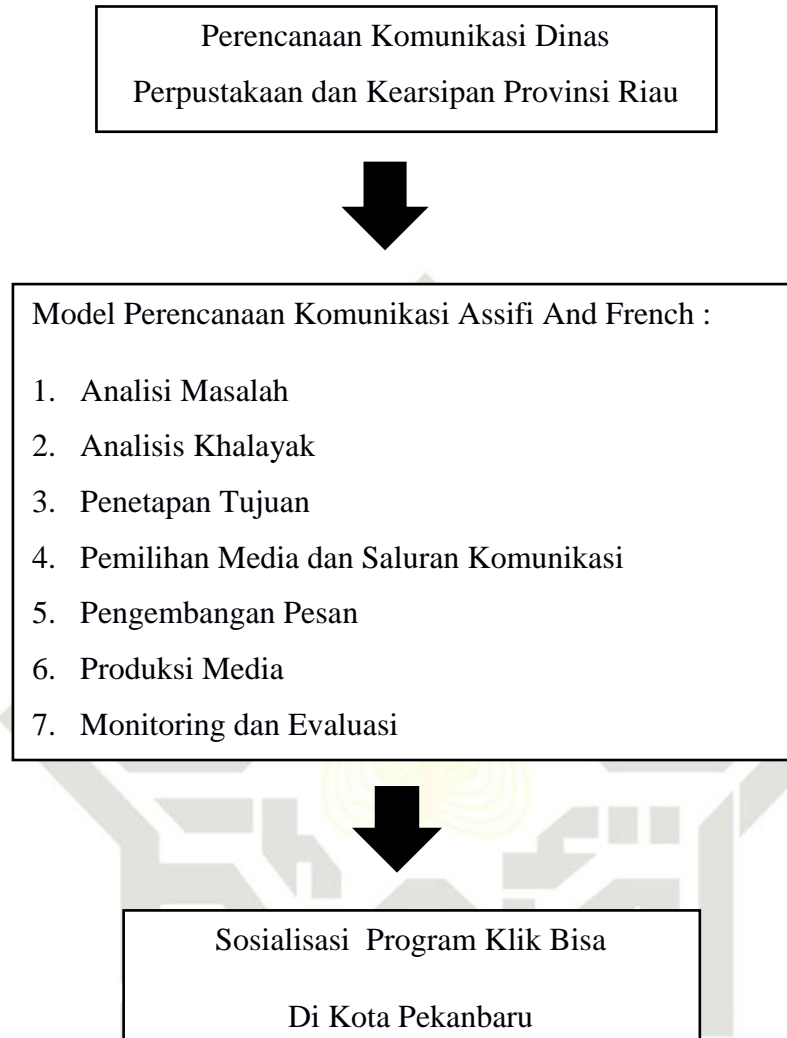 Perencanaan Komunikasi Dinas
Perpustakaan dan Kearsipan Provinsi Riau
Model Perencanaan Komunikasi Assifi And French :
1. Analisi Masalah
2. Analisis Khalayak
3. Penetapan Tujuan
4. Pemilihan Media dan Saluran Komunikasi
5. Pengembangan Pesan
6. Produksi Media
7. Monitoring dan Evaluasi
Sosialisasi Program Klik Bisa
Di Kota Pekanbaru